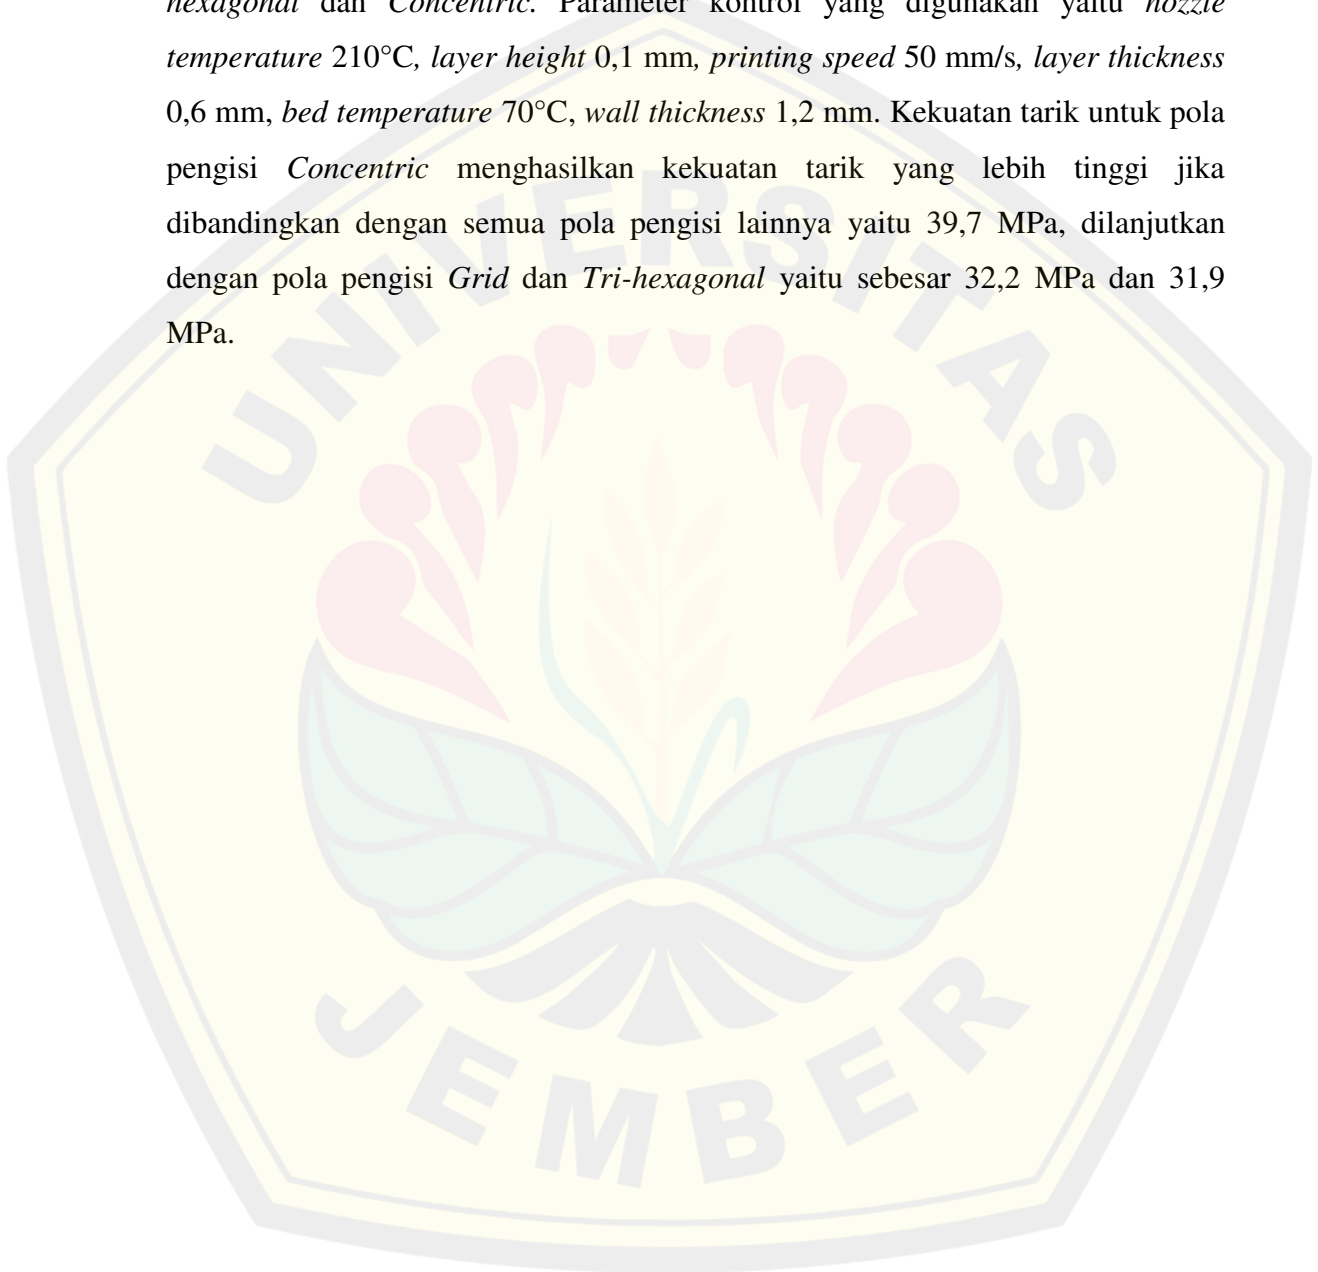 hexagonal dan Concentric. Parameter kontrol yang digunakan yaitu nozzle
temperature 210°C, layer height 0,1 mm, printing speed 50 mm/s, layer thickness
0,6 mm, bed temperature 70°C, wall thickness 1,2 mm. Kekuatan tarik untuk pola
pengisi Concentric menghasilkan kekuatan tarik yang lebih tinggi jika
dibandingkan dengan semua pola pengisi lainnya yaitu 39,7 MPa, dilanjutkan
dengan pola pengisi Grid dan Tri-hexagonal yaitu sebesar 32,2 MPa dan 31,9
MPa.
UNIVERSITAS
JEMBER